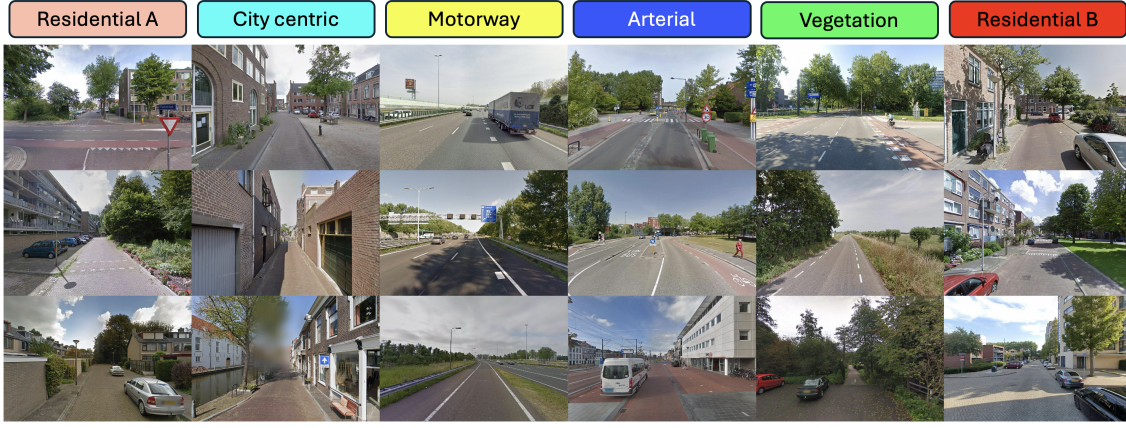 Residential A
City centric
Motorway
Arterial
Vegetation
Residential B